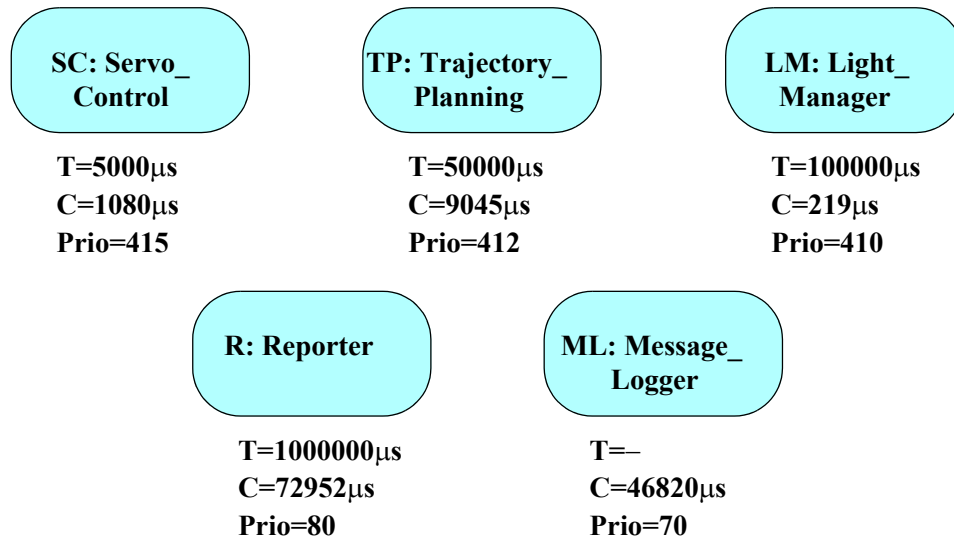 SC: Servo_
Control
TP: Trajectory_
Planning
LM: Light_
Manager
T=5000μs
C=1080μs
Prio=415
T=50000μs
C=9045μs
Prio=412
T=100000μs
C=219μs
Prio=410
R: Reporter
ML: Message_
Logger
T=1000000μs
C=72952μs
Prio=80
T=–
C=46820μs
Prio=70